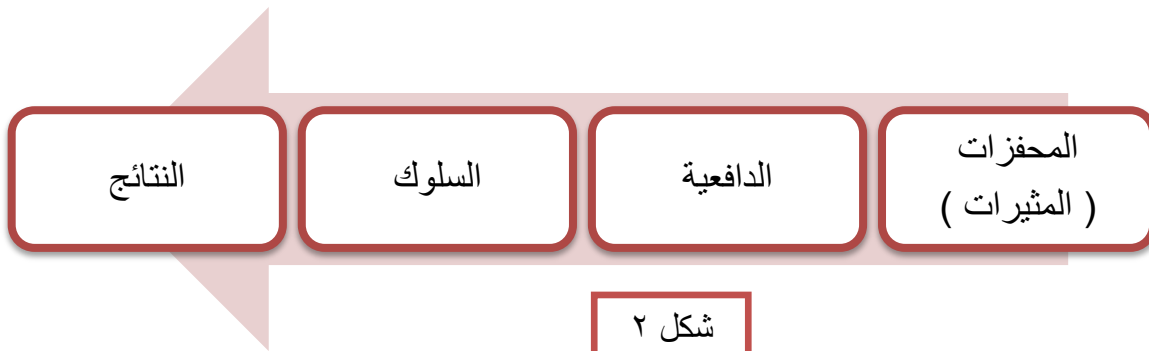 المحفزات
( المثيرات )
الدافعية
السلوك
النتائج
شكل ٢